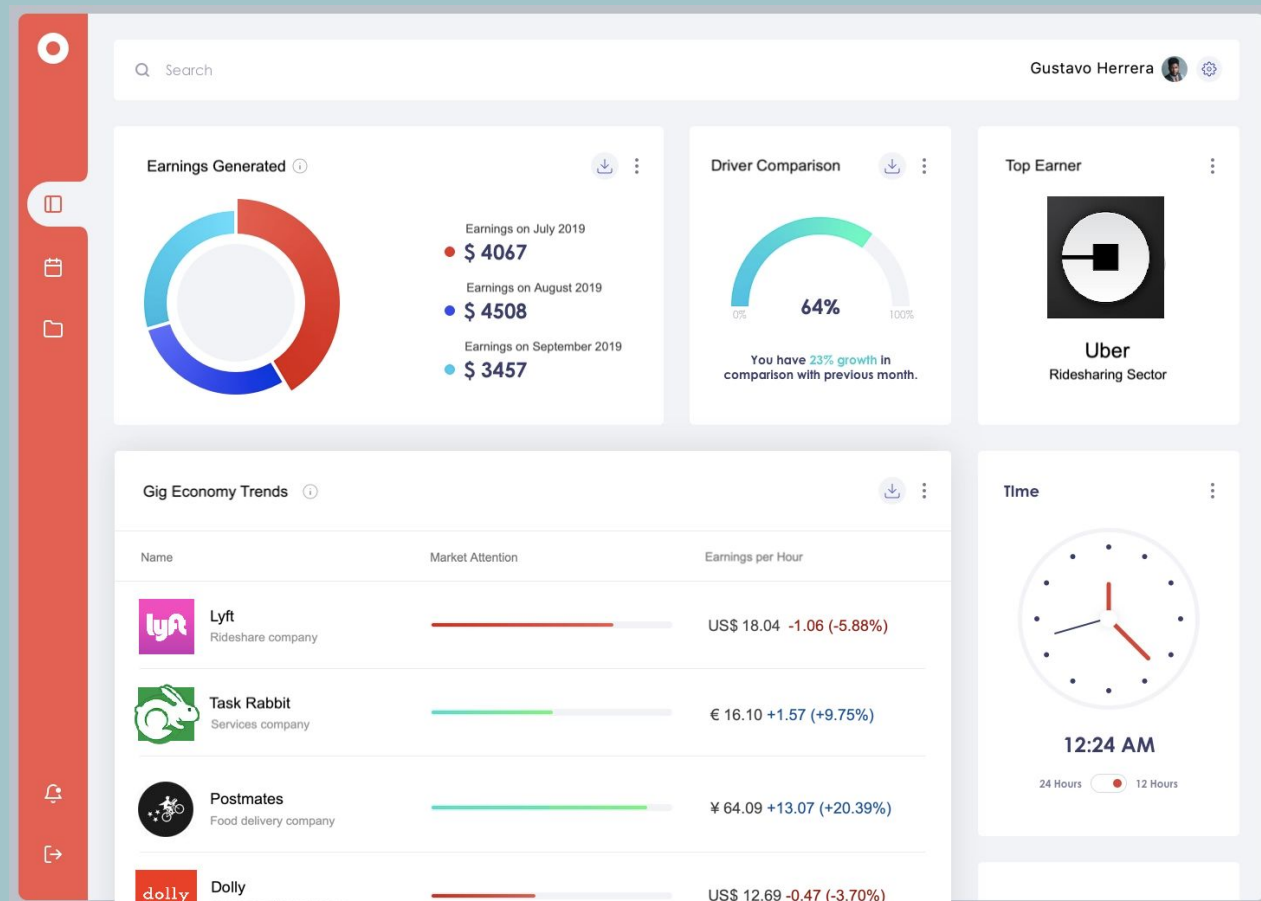 Search
Gustavo Herrera
Earnings Generated
Earnings on July 2019
$ 4067
Earnings on August 2019
$ 4508
Earnings on September 2019
$ 3457
Driver Comparison
64%
0%
100%
You have 23% growth in
comparison with previous month.
Top Earner
Uber
Ridesharing Sector
Gig Economy Trends
Name Market Attention Earnings per Hour
lyft
Lyft
Rideshare company
US$ 18.04 -1.06 (-5.88%)
Task Rabbit
Services company
€ 16.10 +1.57 (+9.75%)
Postmates
Food delivery company
¥ 64.09 +13.07 (+20.39%)
dolly
Dolly
US$ 12.69 -0.47 (-3.70%)
TIme
12:24 AM
24 Hours 12 Hours